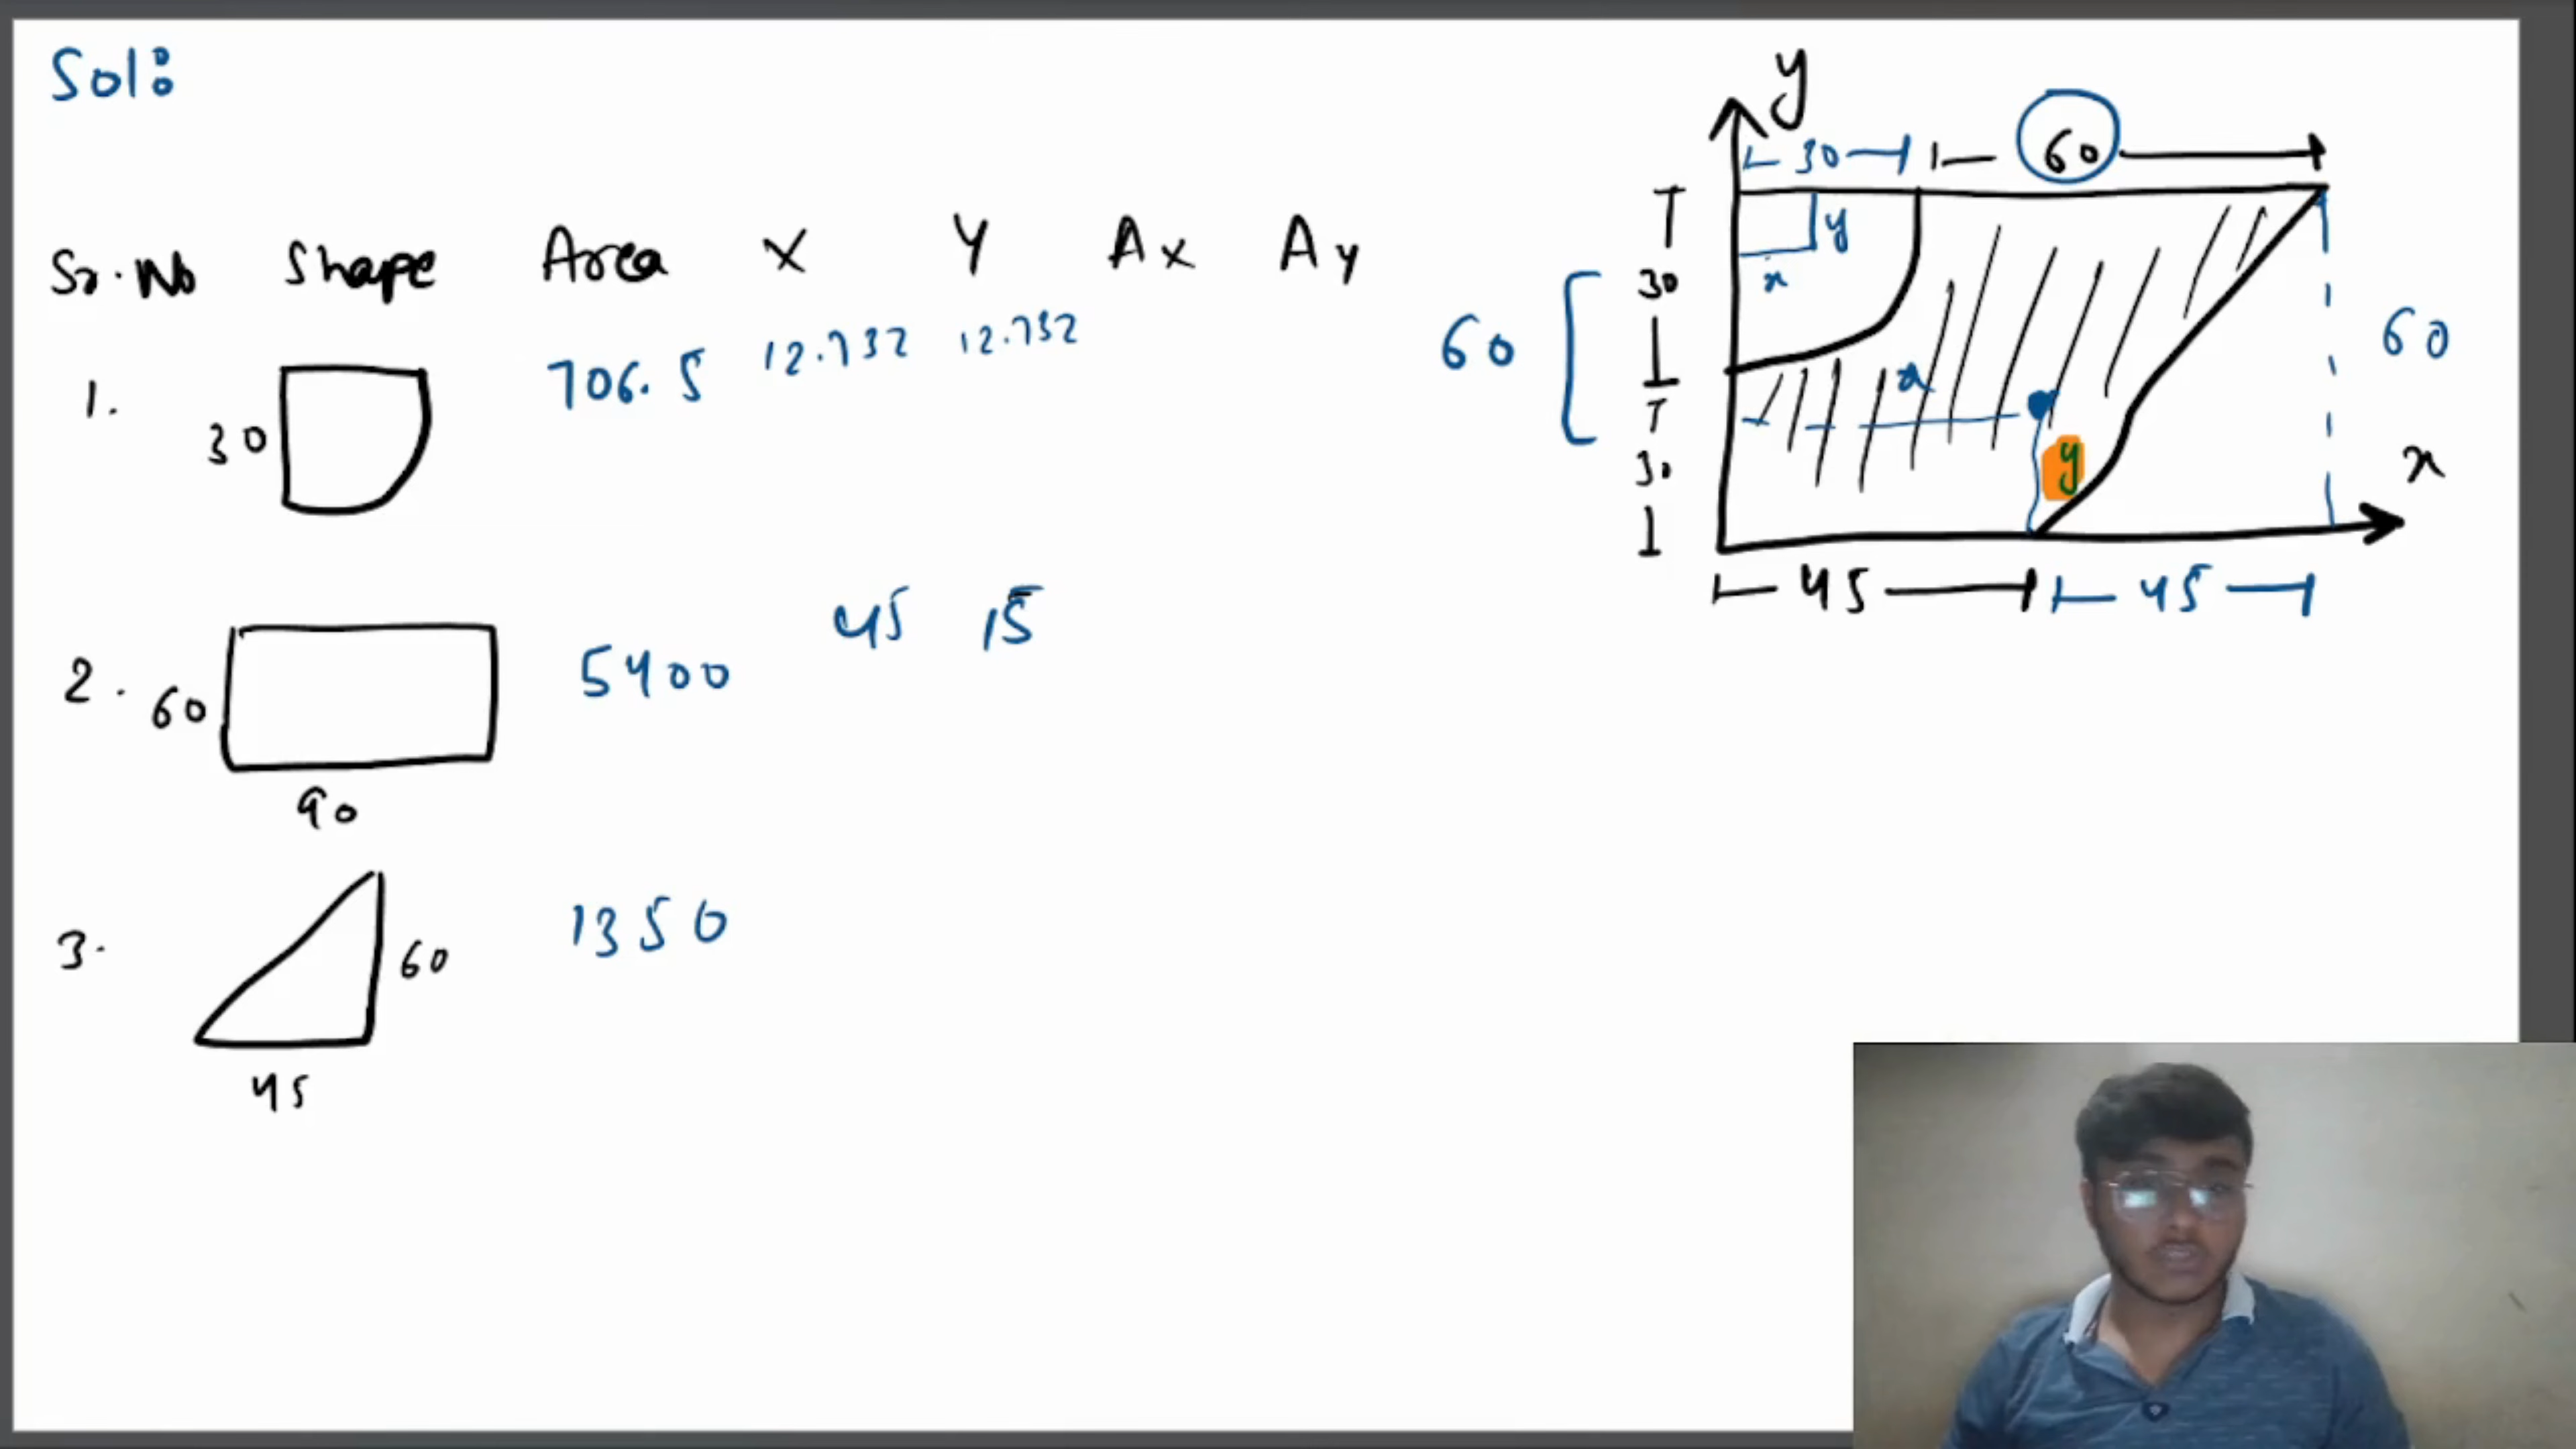 Sol:
Sr.No Shape Area X Y Ax Ay
1. 30 706.5 12.732 12.732
2. 60 5400 45 15
90
3. 60 1350
45
y
30 60
y
x
30
60
60
x
30
y
x
45 45